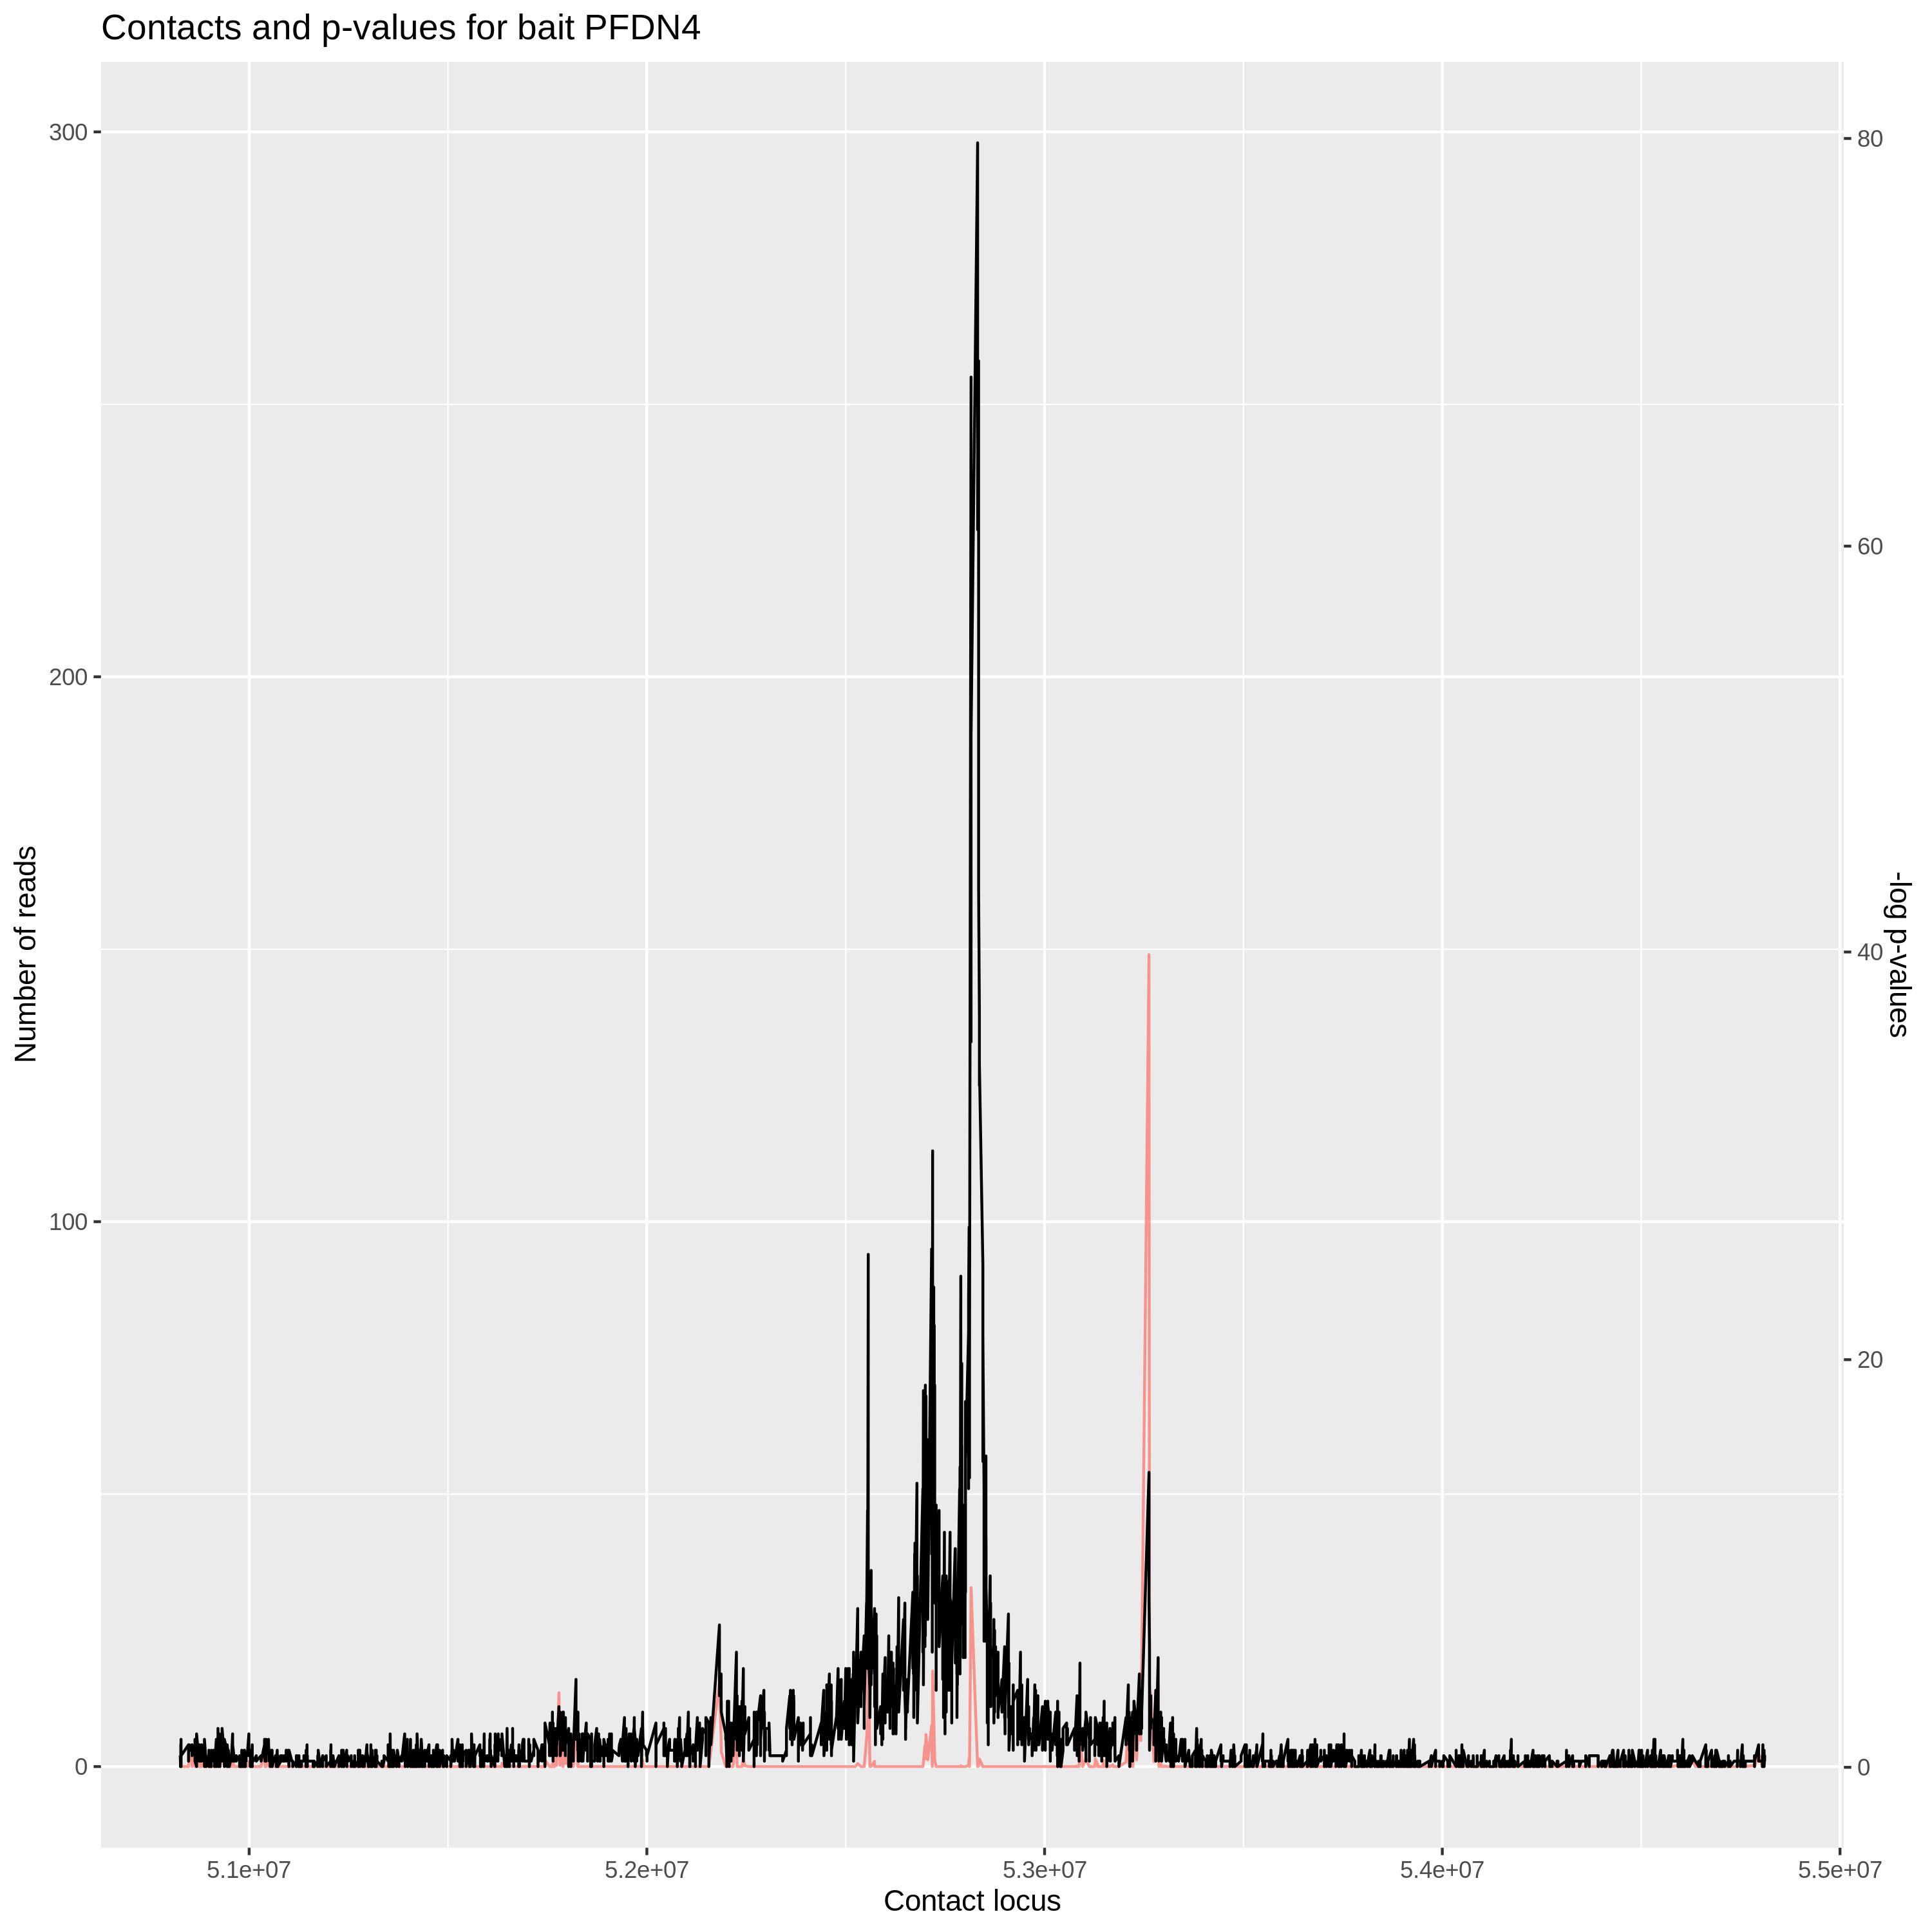 Contacts and p-values for bait PFDN4
300
200
100
0
Number of reads
80
60
40
20
0
-log p-values
5.1e+07
5.2e+07
5.3e+07
5.4e+07
5.5e+07
Contact locus